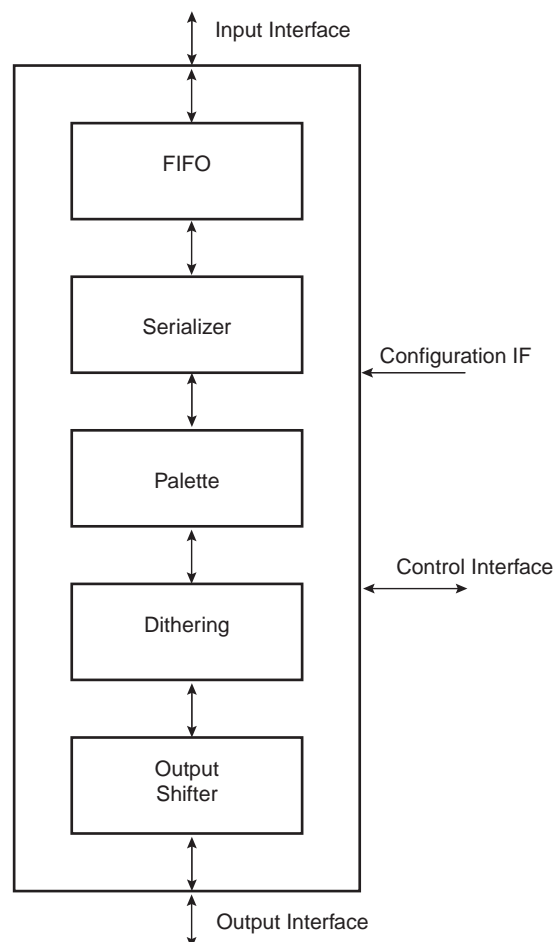 Input Interface
FIFO
Serializer
Configuration IF
Palette
Control Interface
Dithering
Output
Shifter
Output Interface